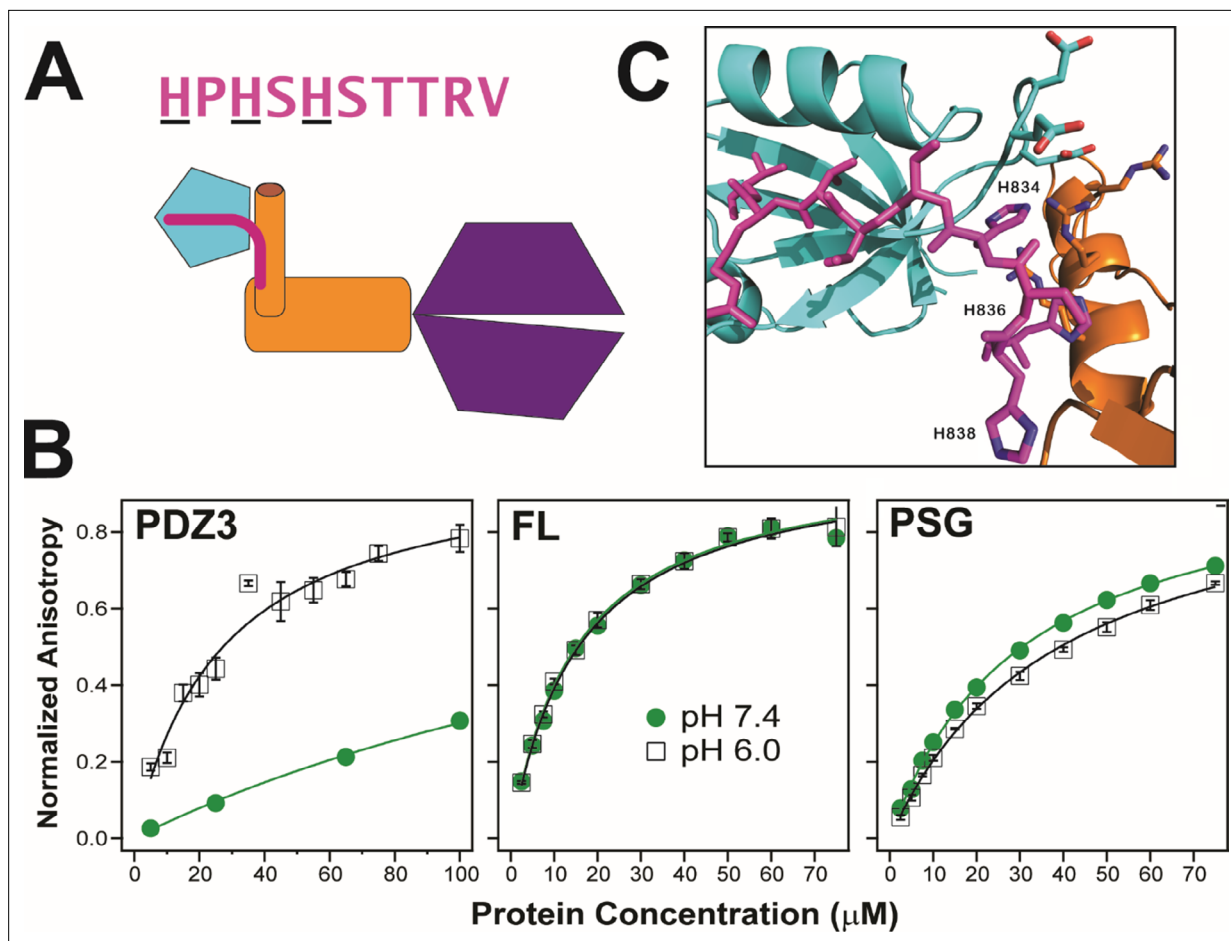 A
HPHSHSTTRV
C
H834
H836
H838
B
PDZ3
FL
PSG
pH 7.4
pH 6.0
Normalized Anisotropy
0.8
0.6
0.4
0.2
0.0
0 20 40 60 80 100
0 10 20 30 40 50 60 70
0 10 20 30 40 50 60 70
Protein Concentration (μM)